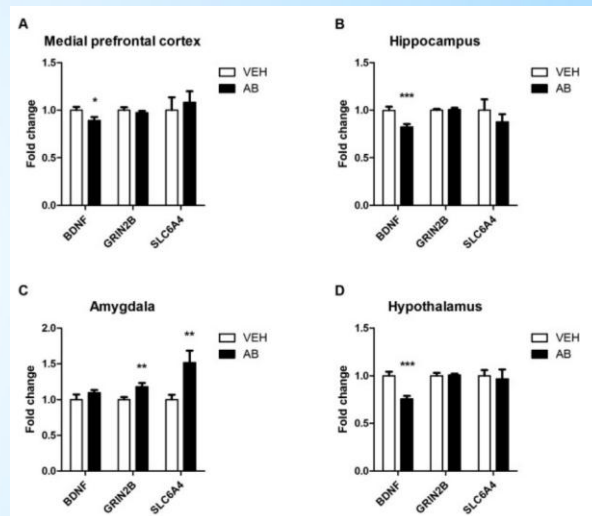 A
Medial prefrontal cortex
VEH
AB
Fold change
1.5
1.0
0.5
0.0
*
BDNF
GRIN2B
SLC6A4
B
Hippocampus
VEH
AB
Fold change
1.5
1.0
0.5
0.0
***
BDNF
GRIN2B
SLC6A4
C
Amygdala
VEH
AB
Fold change
2.0
1.5
1.0
0.5
0.0
**
**
BDNF
GRIN2B
SLC6A4
D
Hypothalamus
VEH
AB
Fold change
1.5
1.0
0.5
0.0
***
BDNF
GRIN2B
SLC6A4